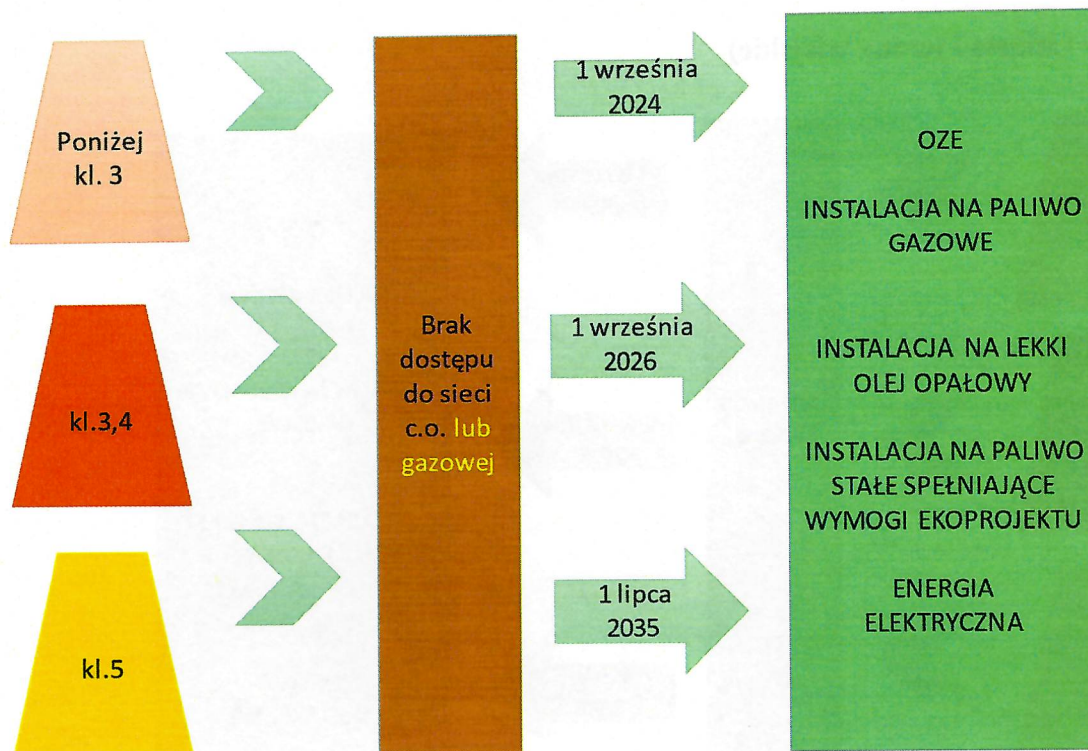 Poniżej
kl. 3
kl.3,4
kl.5
Brak
dostępu
do sieci
c.o. lub
gazowej
1 września
2024
1 września
2026
1 lipca
2035
OZE
INSTALACJA NA PALIWO
GAZOWE
INSTALACJA NA LEKKI
OLEJ OPAŁOWY
INSTALACJA NA PALIWO
STAŁE SPEŁNIAJĄCE
WYMOGI EKOPROJEKTU
ENERGIA
ELEKTRYCZNA